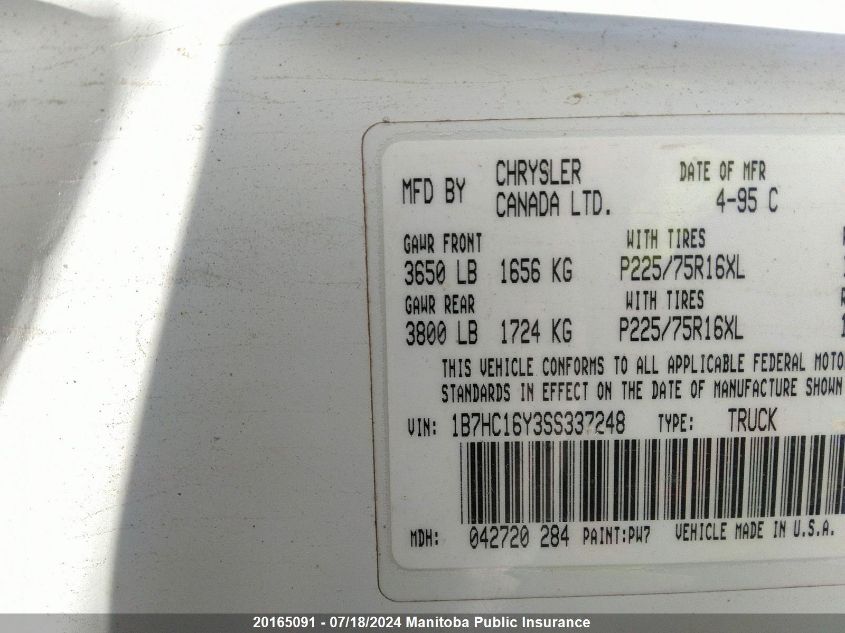 MFD BY CHRYSLER CANADA LTD. DATE OF MFR 4-95 C
GAWR FRONT WITH TIRES
3650 LB 1656 KG P225/75R16XL
GAWR REAR WITH TIRES
3800 LB 1724 KG P225/75R16XL
THIS VEHICLE CONFORMS TO ALL APPLICABLE FEDERAL
STANDARDS IN EFFECT ON THE DATE OF MANUFACTURE SHOWN
VIN: 1B7HC16Y3SS337248 TYPE: TRUCK
MDH: 042720 284 PAINT:PW7 VEHICLE MADE IN U.S.A.
20165091 - 07/18/2024 Manitoba Public Insurance